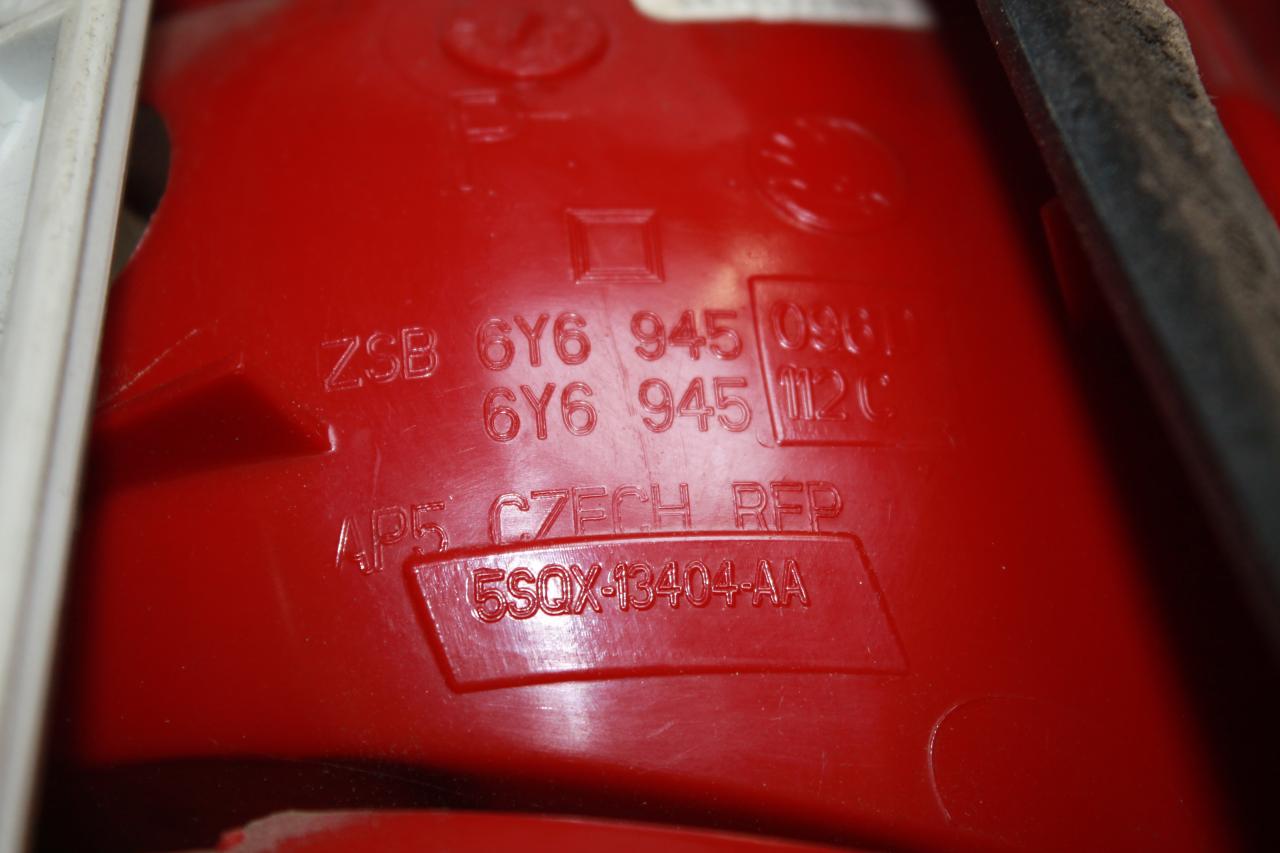 ZSB 6Y6 945 096D
6Y6 945 112C
AP5 CZECH REP
5SQX-13404-AA